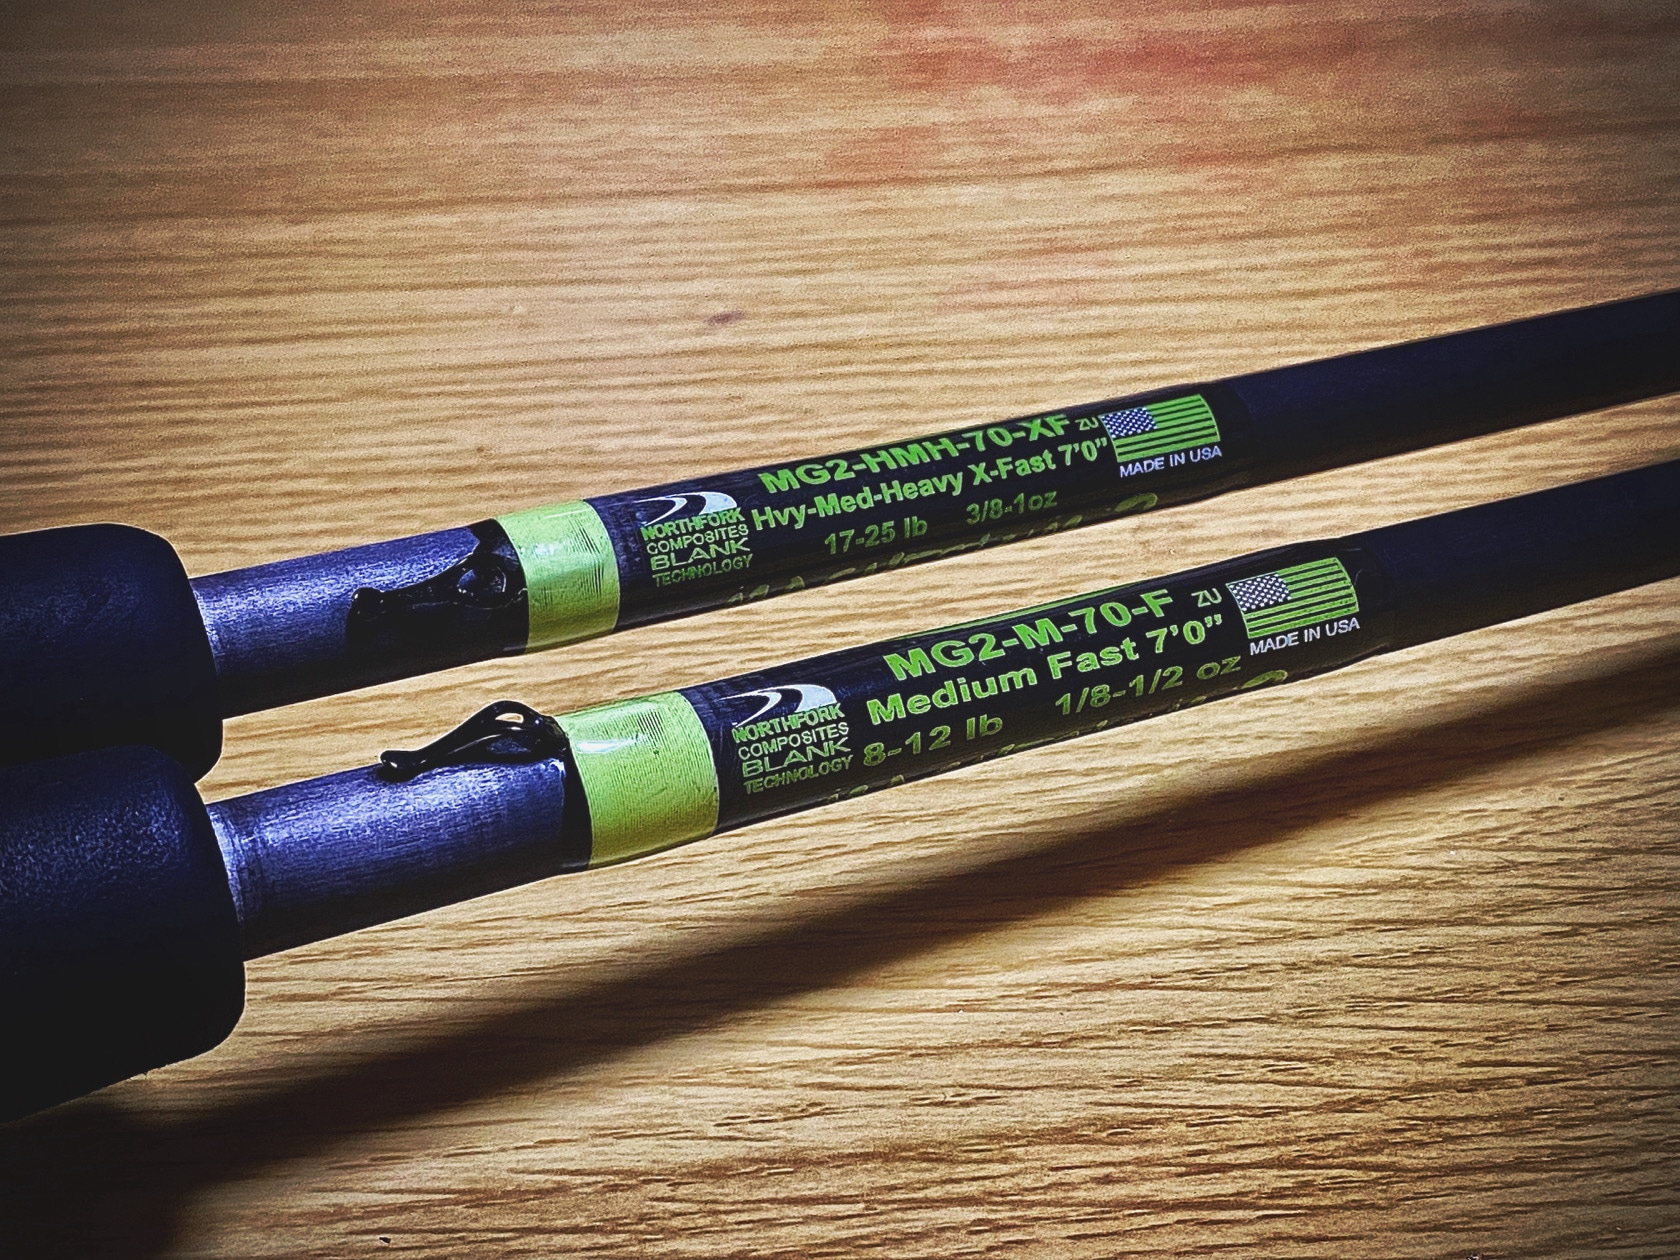 NORTHFORK
COMPOSITES
BLANK
TECHNOLOGY
MG2-HMH-70-XF ZU
Hvy-Med-Heavy X-Fast 7'0"
17-25 lb 3/8-1oz
MADE IN USA
NORTHFORK
COMPOSITES
BLANK
TECHNOLOGY
MG2-M-70-F ZU
Medium Fast 7'0"
8-12 lb 1/8-1/2 oz
MADE IN USA